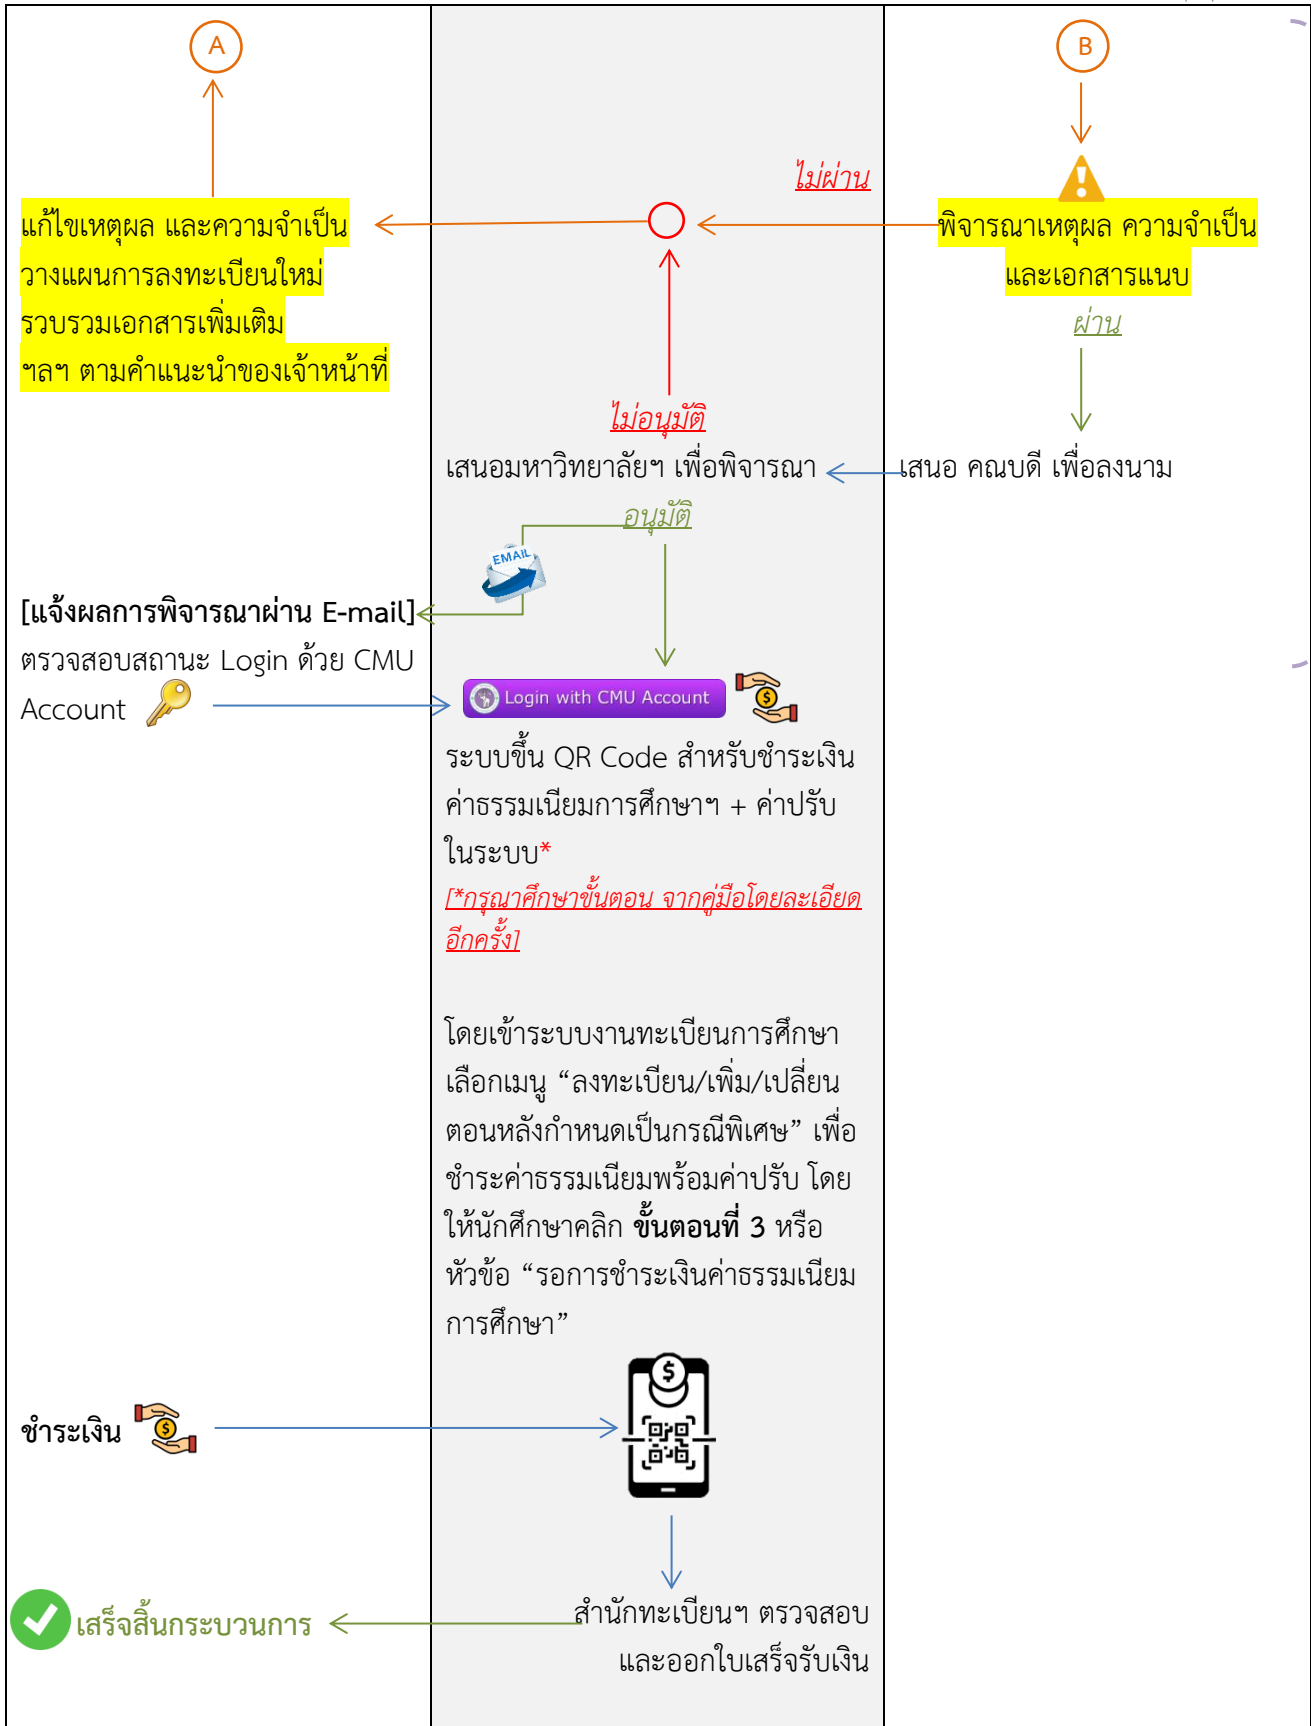 A
B
ไม่ผ่าน
แก้ไขเหตุผล และความจำเป็น
วางแผนการลงทะเบียนใหม่
รวบรวมเอกสารเพิ่มเติม
ฯลฯ ตามคำแนะนำของเจ้าหน้าที่
พิจารณาเหตุผล ความจำเป็น
และเอกสารแนบ
ผ่าน
ไม่อนุมัติ
เสนอมหาวิทยาลัยฯ เพื่อพิจารณา
เสนอ คณบดี เพื่อลงนาม
อนุมัติ
EMAIL
[แจ้งผลการพิจารณาผ่าน E-mail]
ตรวจสอบสถานะ Login ด้วย CMU
Account
Login with CMU Account
ระบบขึ้น QR Code สำหรับชำระเงิน
ค่าธรรมเนียมการศึกษาฯ + ค่าปรับ
ในระบบ*
[*กรุณาศึกษาขั้นตอน จากคู่มือโดยละเอียด
อีกครั้ง]
โดยเข้าระบบงานทะเบียนการศึกษา
เลือกเมนู “ลงทะเบียน/เพิ่ม/เปลี่ยน
ตอนหลังกำหนดเป็นกรณีพิเศษ” เพื่อ
ชำระค่าธรรมเนียมพร้อมค่าปรับ โดย
ให้นักศึกษาคลิก ขั้นตอนที่ 3 หรือ
หัวข้อ “รอการชำระเงินค่าธรรมเนียม
การศึกษา”
ชำระเงิน
เสร็จสิ้นกระบวนการ
สำนักทะเบียนฯ ตรวจสอบ
และออกใบเสร็จรับเงิน